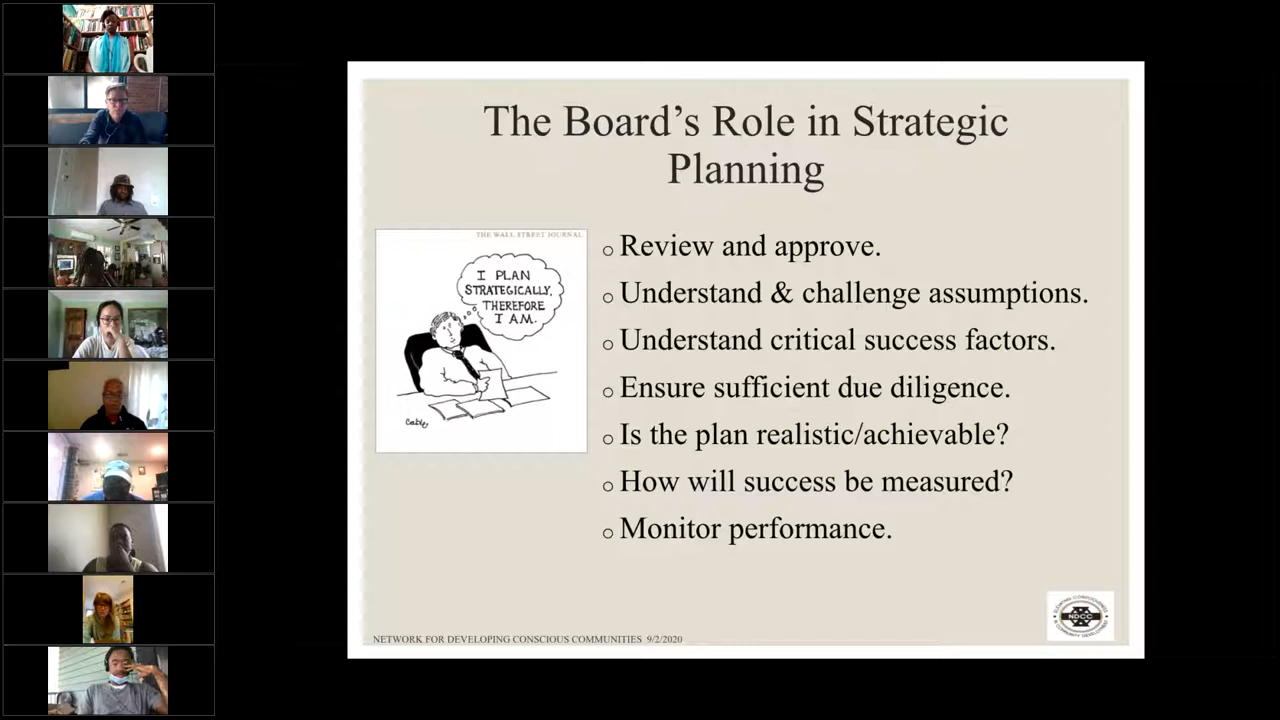 The Board's Role in Strategic
Planning
THE WALL STREET JOURNAL
I PLAN
STRATEGICALLY,
THEREFORE
I AM.
Review and approve.
Understand & challenge assumptions.
Understand critical success factors.
Ensure sufficient due diligence.
Is the plan realistic/achievable?
How will success be measured?
Monitor performance.
NETWORK FOR DEVELOPING CONSCIOUS COMMUNITIES 9/2/2020
NDCC